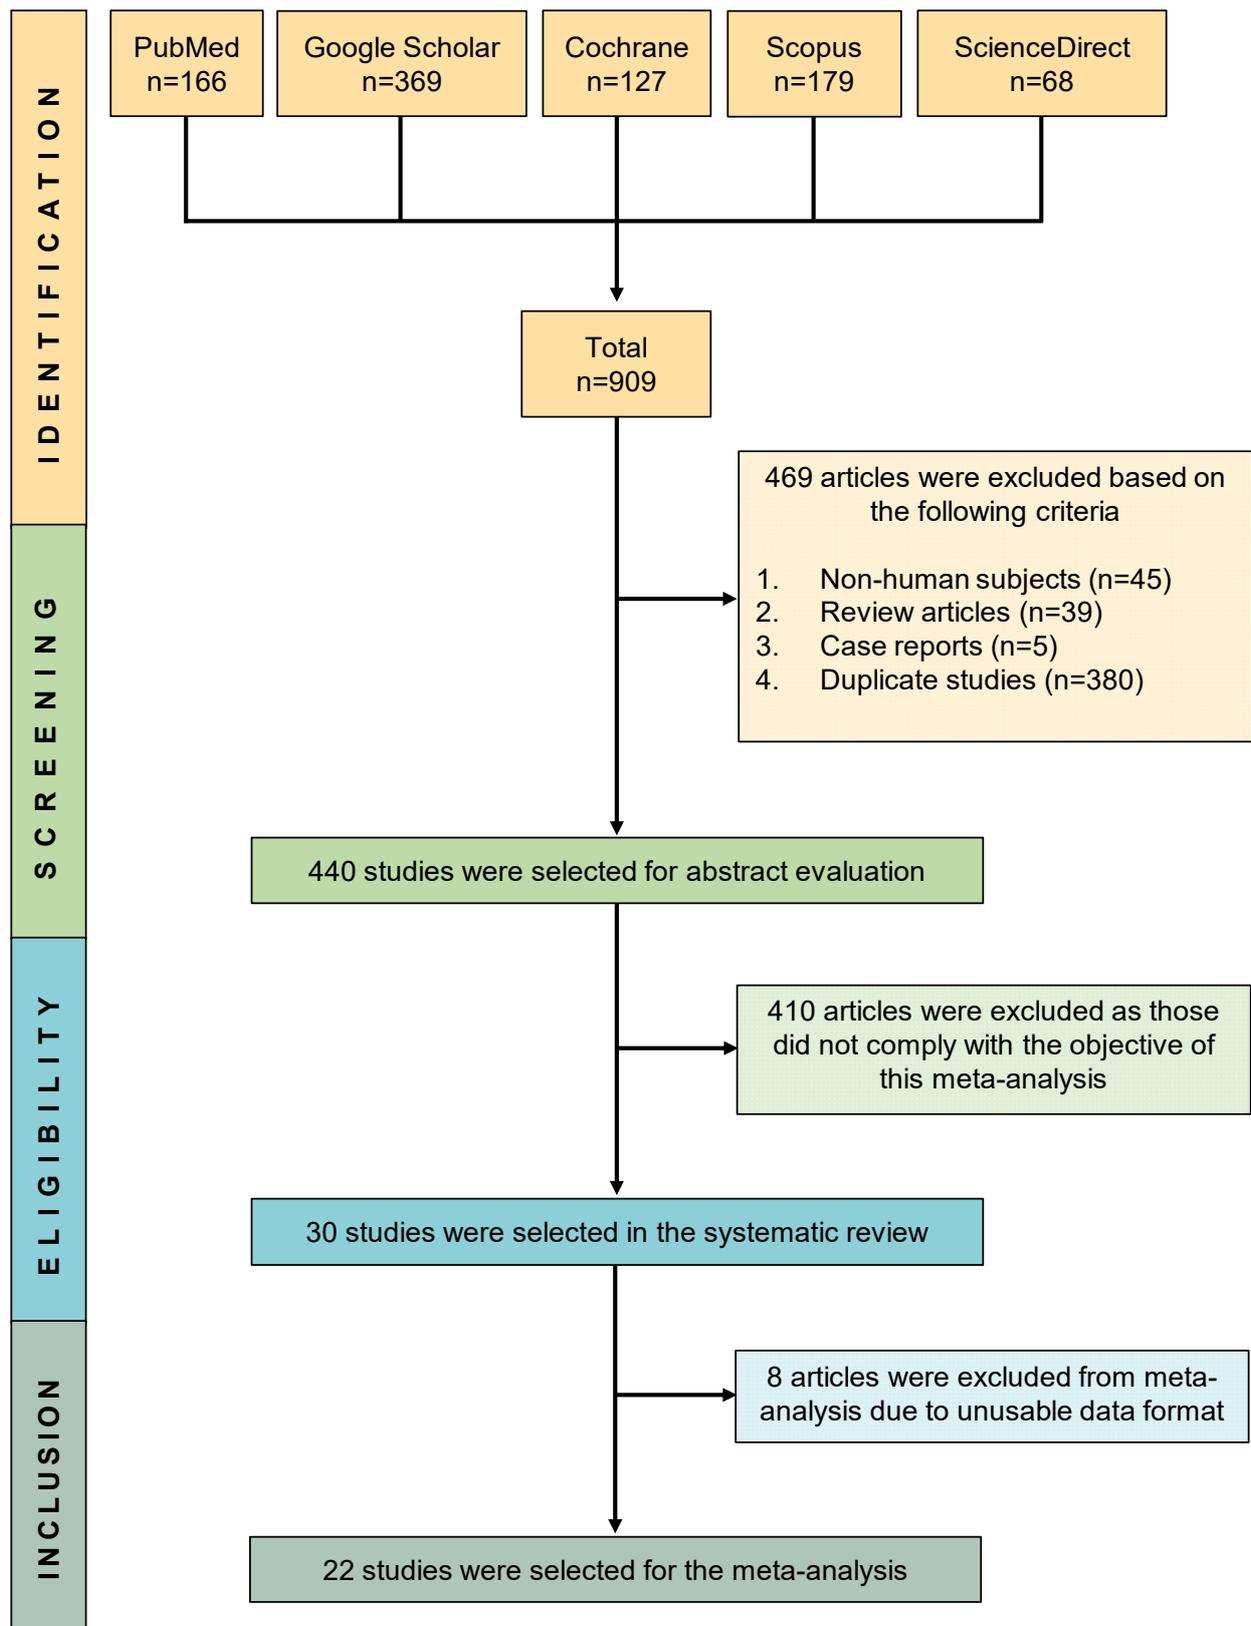 PubMed
n=166
Google Scholar
n=369
Cochrane
n=127
Scopus
n=179
ScienceDirect
n=68
IDENTIFICATION
Total
n=909
469 articles were excluded based on
the following criteria
1. Non-human subjects (n=45)
2. Review articles (n=39)
3. Case reports (n=5)
4. Duplicate studies (n=380)
SCREENING
440 studies were selected for abstract evaluation
ELIGIBILITY
410 articles were excluded as those
did not comply with the objective of
this meta-analysis
30 studies were selected in the systematic review
INCLUSION
8 articles were excluded from meta-
analysis due to unusable data format
22 studies were selected for the meta-analysis